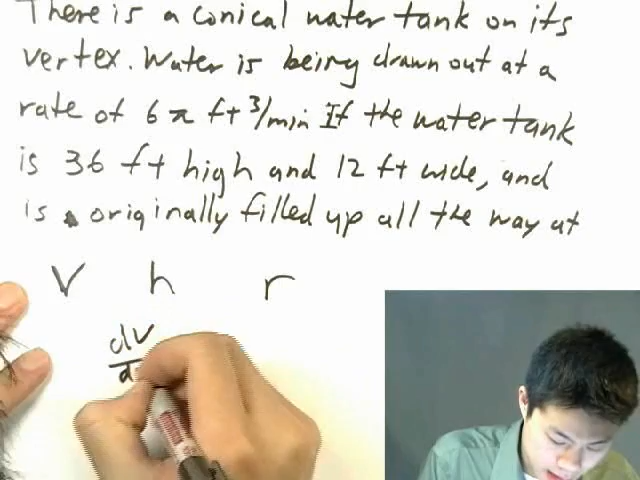 There is a conical water tank on its
vertex. Water is being drawn out at a
rate of 6 π ft³/min If the water tank
is 36 ft high and 12 ft wide, and
is originally filled up all the way at
V h r
dV
d